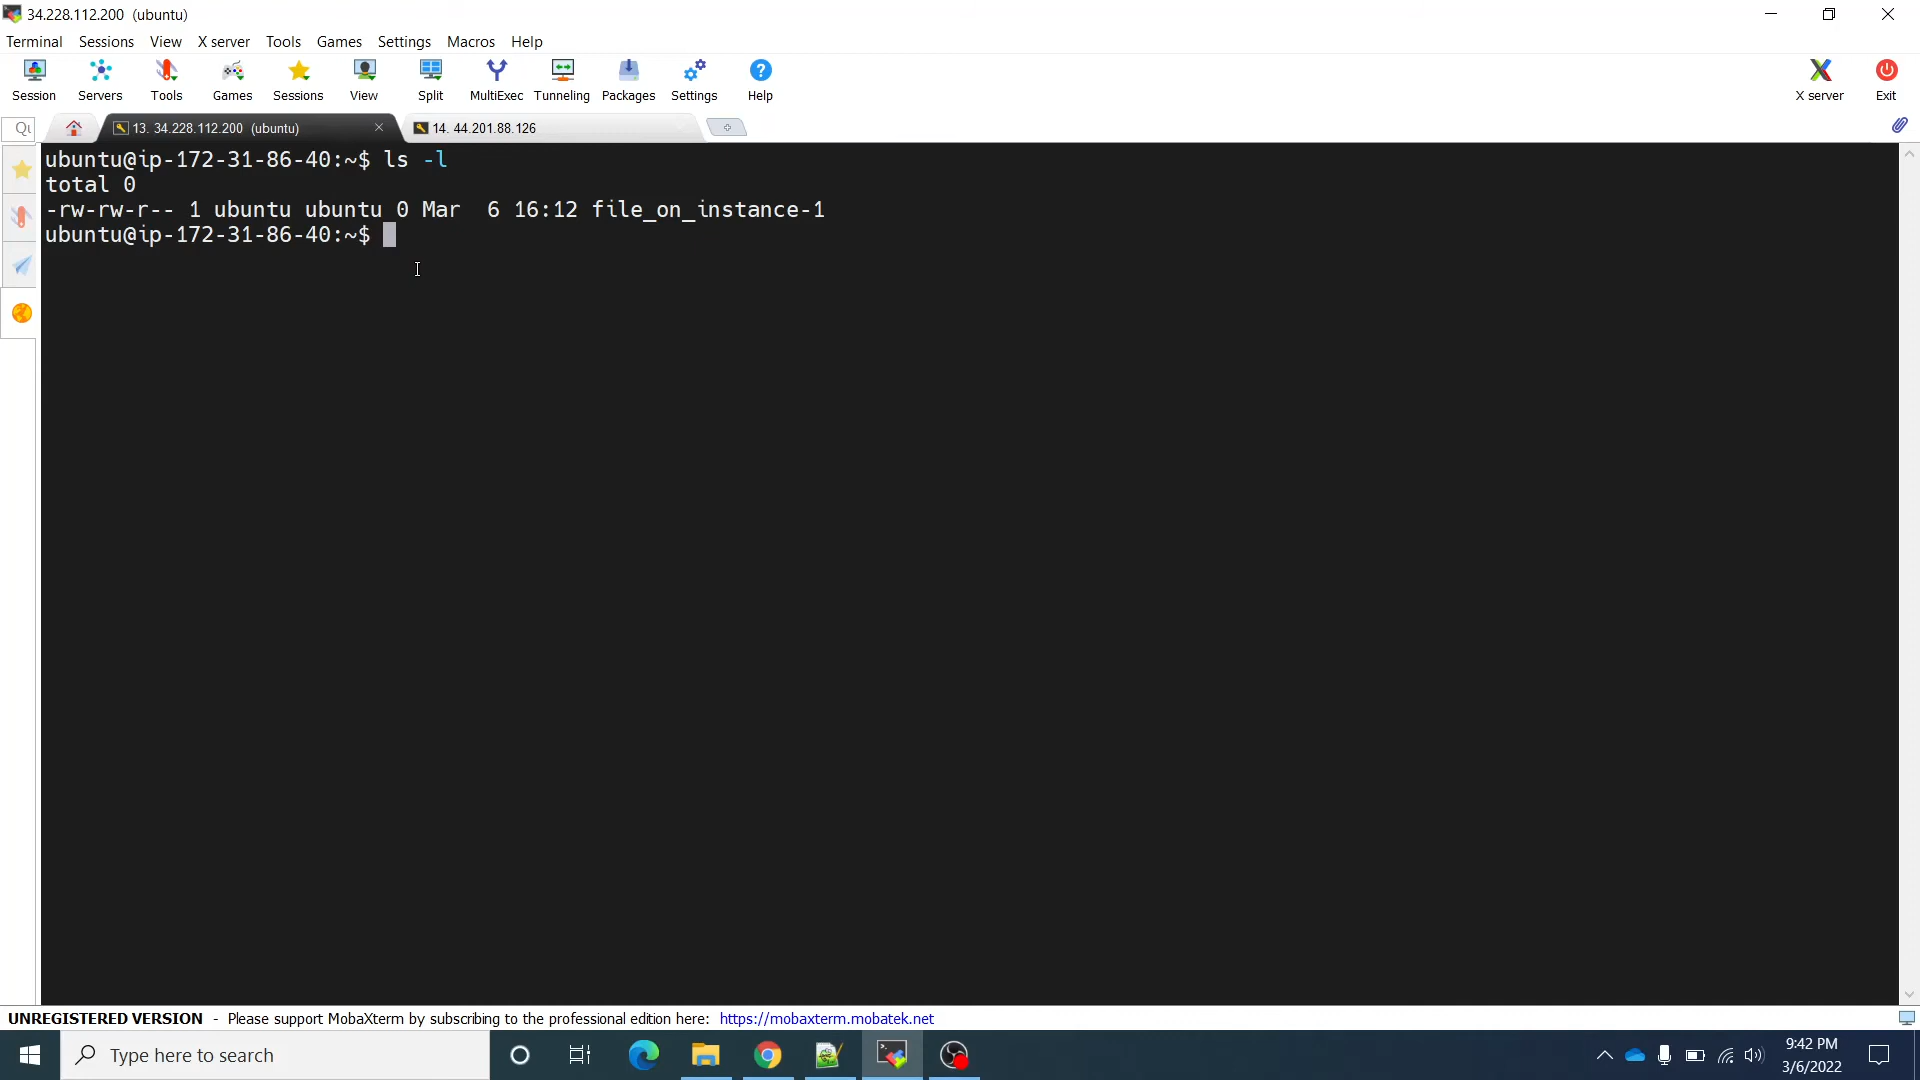 34.228.112.200 (ubuntu)
Terminal Sessions View X server Tools Games Settings Macros Help
Session Servers Tools Games Sessions View Split MultiExec Tunneling Packages Settings Help X server Exit
13. 34.228.112.200 (ubuntu) 14. 44.201.88.126
ubuntu@ip-172-31-86-40:~$ ls -l
total 0
-rw-rw-r-- 1 ubuntu ubuntu 0 Mar  6 16:12 file_on_instance-1
ubuntu@ip-172-31-86-40:~$
UNREGISTERED VERSION - Please support MobaXterm by subscribing to the professional edition here: https://mobaxterm.mobatek.net
Type here to search
9:42 PM
3/6/2022